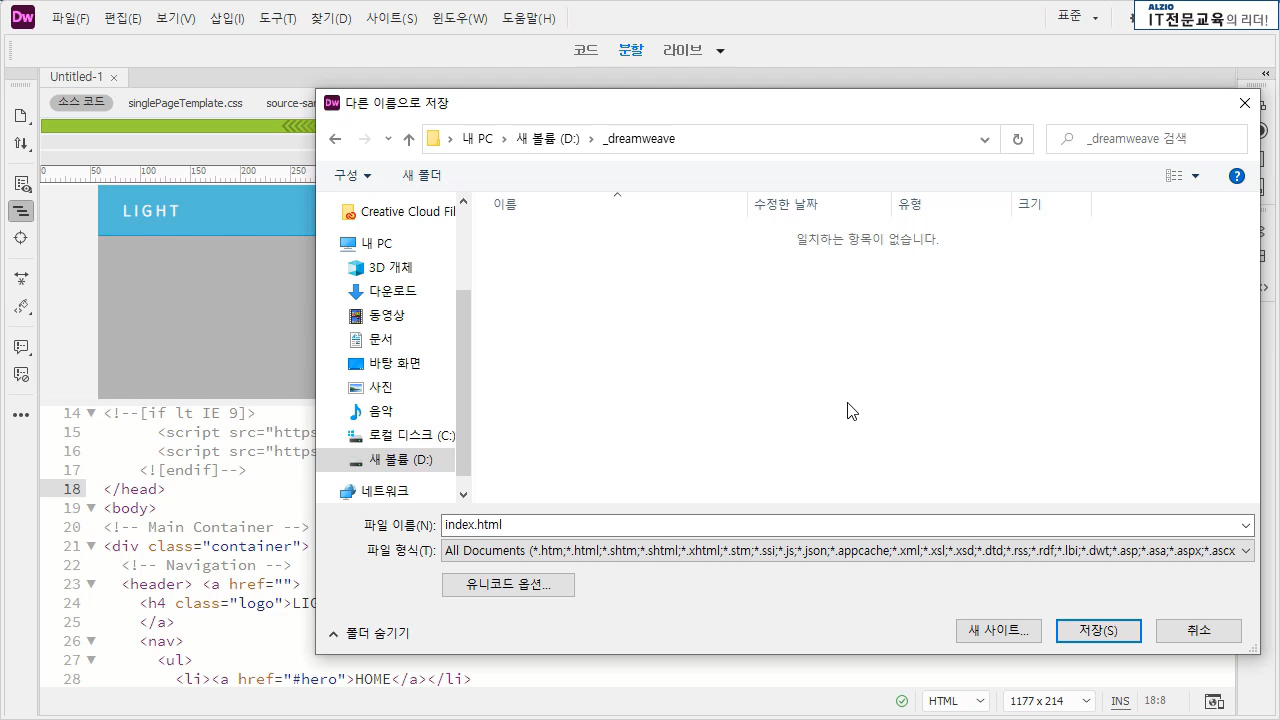 Dw 파일(F) 편집(E) 보기(V) 삽입(I) 도구(T) 찾기(D) 사이트(S) 윈도우(W) 도움말(H) 표준
ALZIO
IT전문교육의 리더!
코드 분할 라이브
Untitled-1
소스 코드 singlePageTemplate.css source-san
Dw 다른 이름으로 저장
내 PC 새 볼륨 (D:) _dreamweave _dreamweave 검색
0 50 100 150 200 250
구성 새 폴더
LIGHT
이름 수정한 날짜 유형 크기
일치하는 항목이 없습니다.
Creative Cloud Fil
내 PC
3D 개체
다운로드
동영상
문서
바탕 화면
사진
음악
로컬 디스크 (C:)
새 볼륨 (D:)
네트워크
파일 이름(N): index.html
파일 형식(T): All Documents (*.htm;*.html;*.shtm;*.shtml;*.xhtml;*.stm;*.ssi;*.js;*.json;*.appcache;*.xml;*.xsl;*.xsd;*.dtd;*.rss;*.rdf;*.lbi;*.dwt;*.asp;*.asa;*.aspx;*.ascx
유니코드 옵션...
폴더 숨기기 새 사이트... 저장(S) 취소
14 <!--[if lt IE 9]>
15 <script src="https
16 <script src="https
17 <![endif]-->
18 </head>
19 <body>
20 <!-- Main Container -->
21 <div class="container">
22 <!-- Navigation -->
23 <header> <a href="">
24 <h4 class="logo">LIG
25 </a>
26 <nav>
27 <ul>
28 <li><a href="#hero">HOME</a></li>
HTML 1177 x 214 INS 18:8